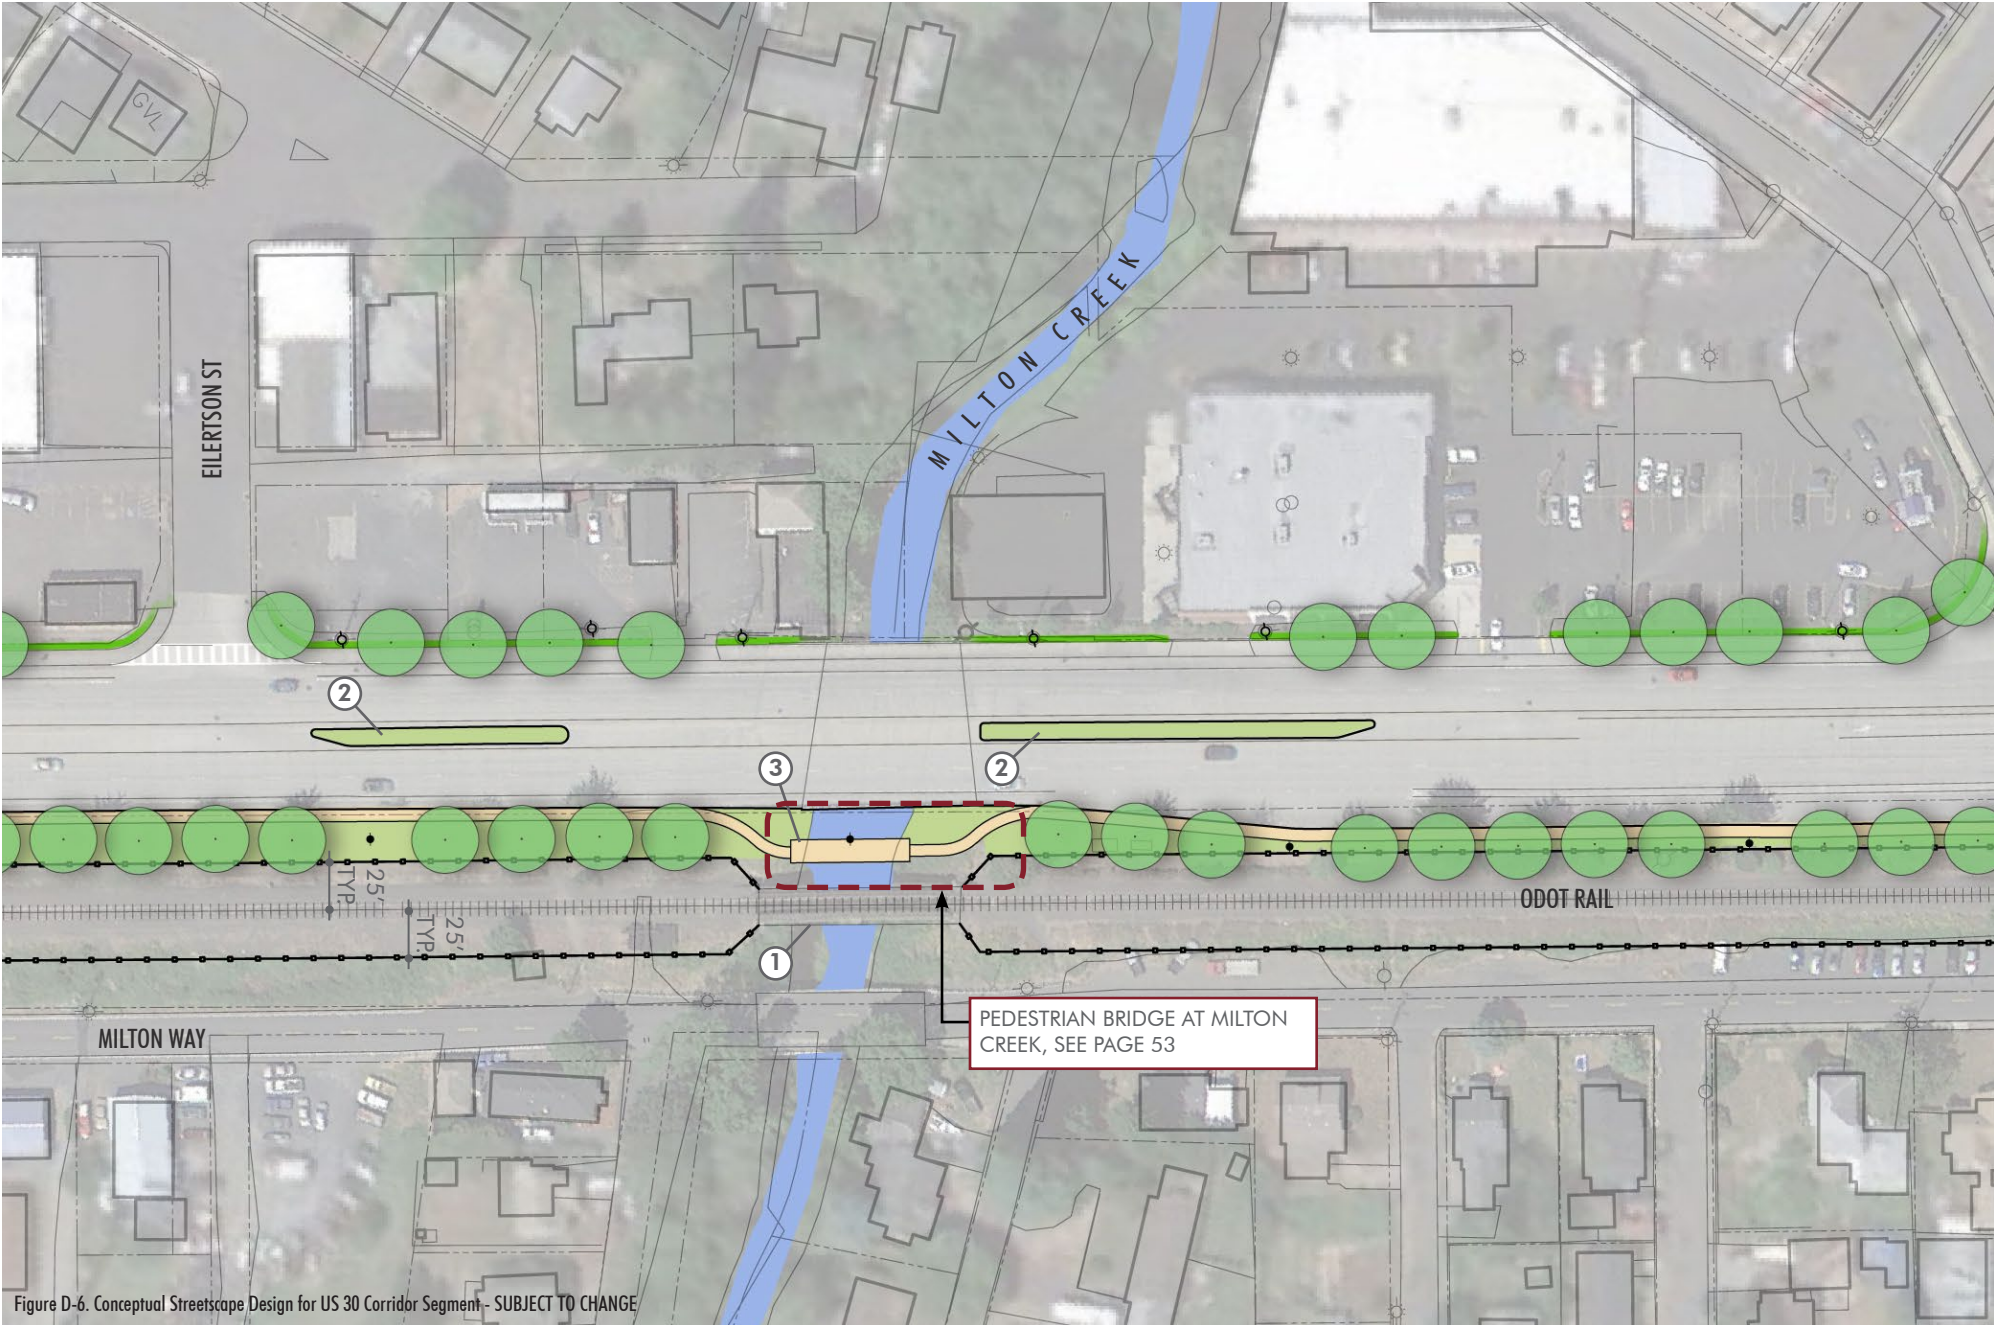 GVL
EILERTSON ST
MILTON CREEK
2
3
2
25'
TYP.
25'
TYP.
ODOT RAIL
1
PEDESTRIAN BRIDGE AT MILTON
CREEK, SEE PAGE 53
MILTON WAY
Figure D-6. Conceptual Streetscape Design for US 30 Corridor Segment - SUBJECT TO CHANGE